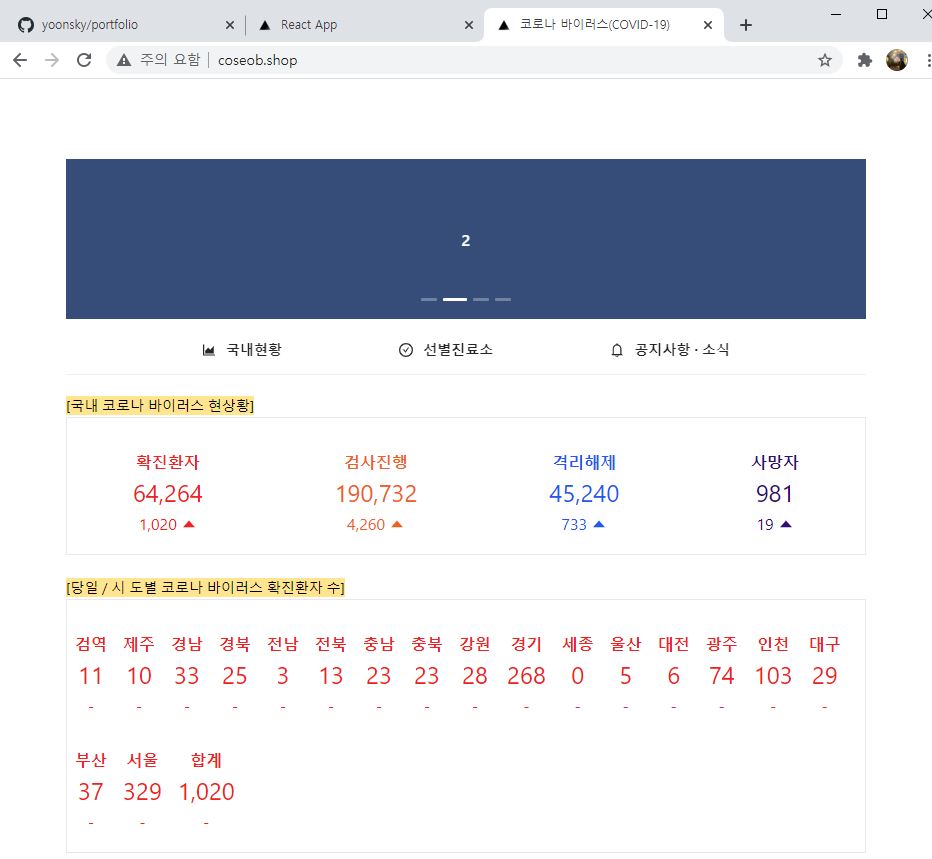 yoonsky/portfolio
React App
코로나 바이러스(COVID-19)
주의 요함 coseob.shop
2
국내현황 선별진료소 공지사항 · 소식
[국내 코로나 바이러스 현상황]
확진환자 검사진행 격리해제 사망자
64,264 190,732 45,240 981
1,020 4,260 733 19
[당일 / 시 도별 코로나 바이러스 확진환자 수]
검역 제주 경남 경북 전남 전북 충남 충북 강원 경기 세종 울산 대전 광주 인천 대구
11 10 33 25 3 13 23 23 28 268 0 5 6 74 103 29
- - - - - - - - - - - - - - - -
부산 서울 합계
37 329 1,020
- - -